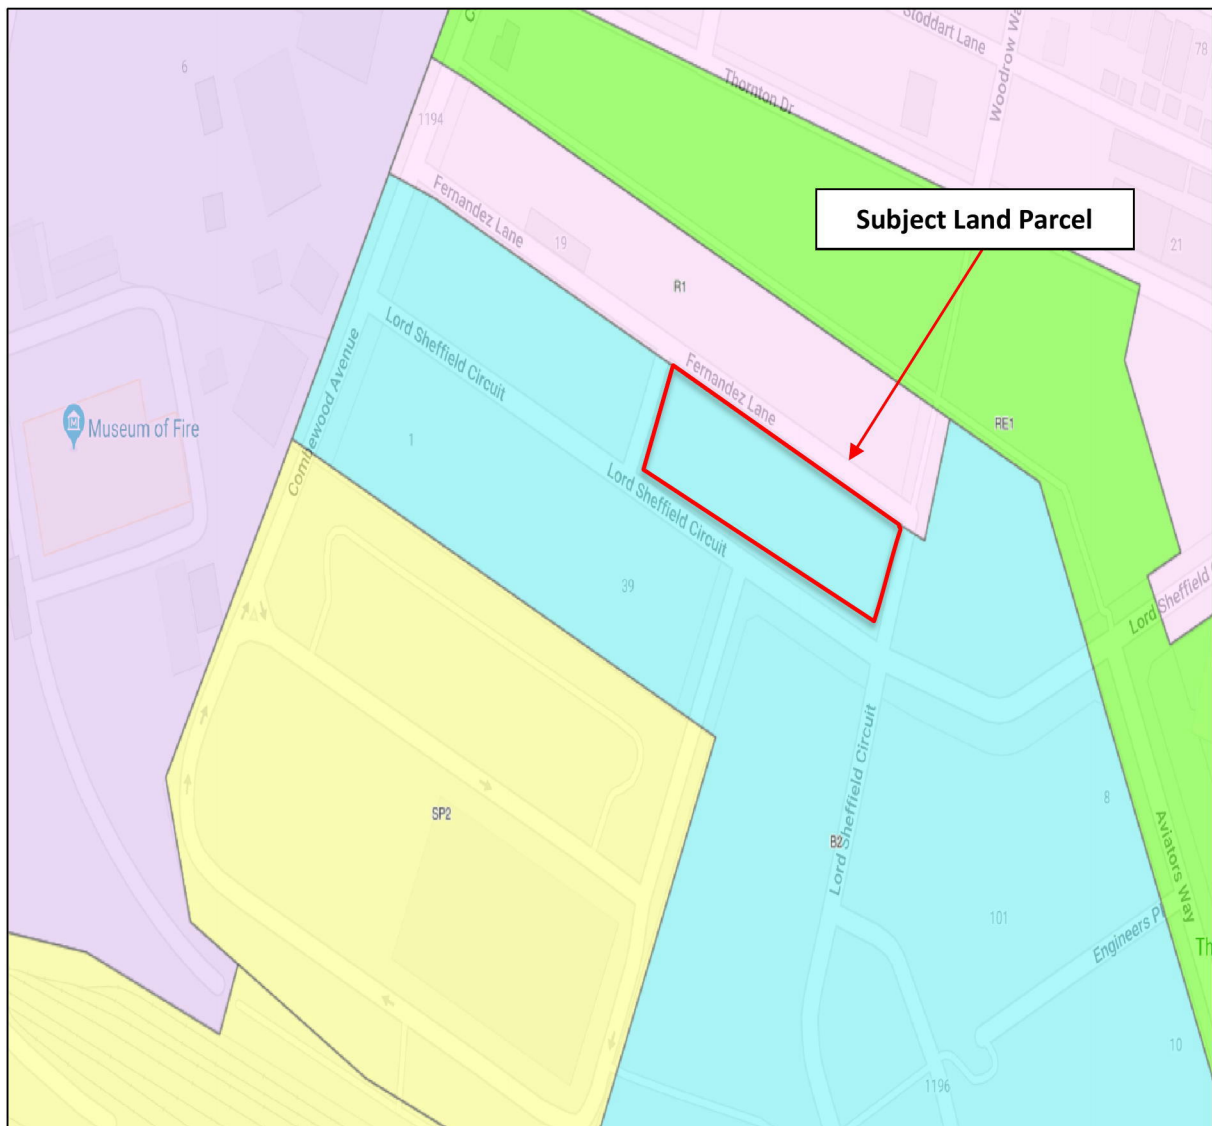 Stoddart Lane
Woodrow Wa
78
6
Thornton Dr
1194
Fernandez Lane
19
Subject Land Parcel
21
R1
Lord Sheffield Circuit
Combewood Avenue
Fernandez Lane
RE1
Museum of Fire
1
Lord Sheffield Circuit
39
Lord Sheffield
Lord Sheffield Circuit
SP2
8
B2
Aviators Way
101
Engineers Pl
Th
10
1196